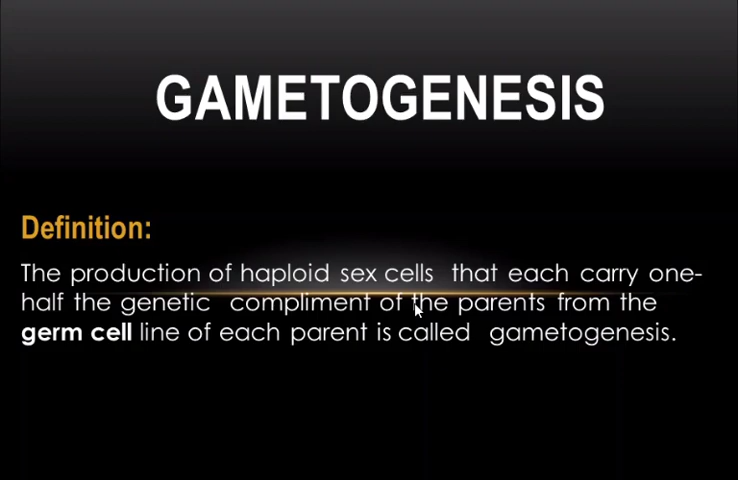 GAMETOGENESIS
Definition:
The production of haploid sex cells that each carry one-
half the genetic compliment of the parents from the
germ cell line of each parent is called gametogenesis.